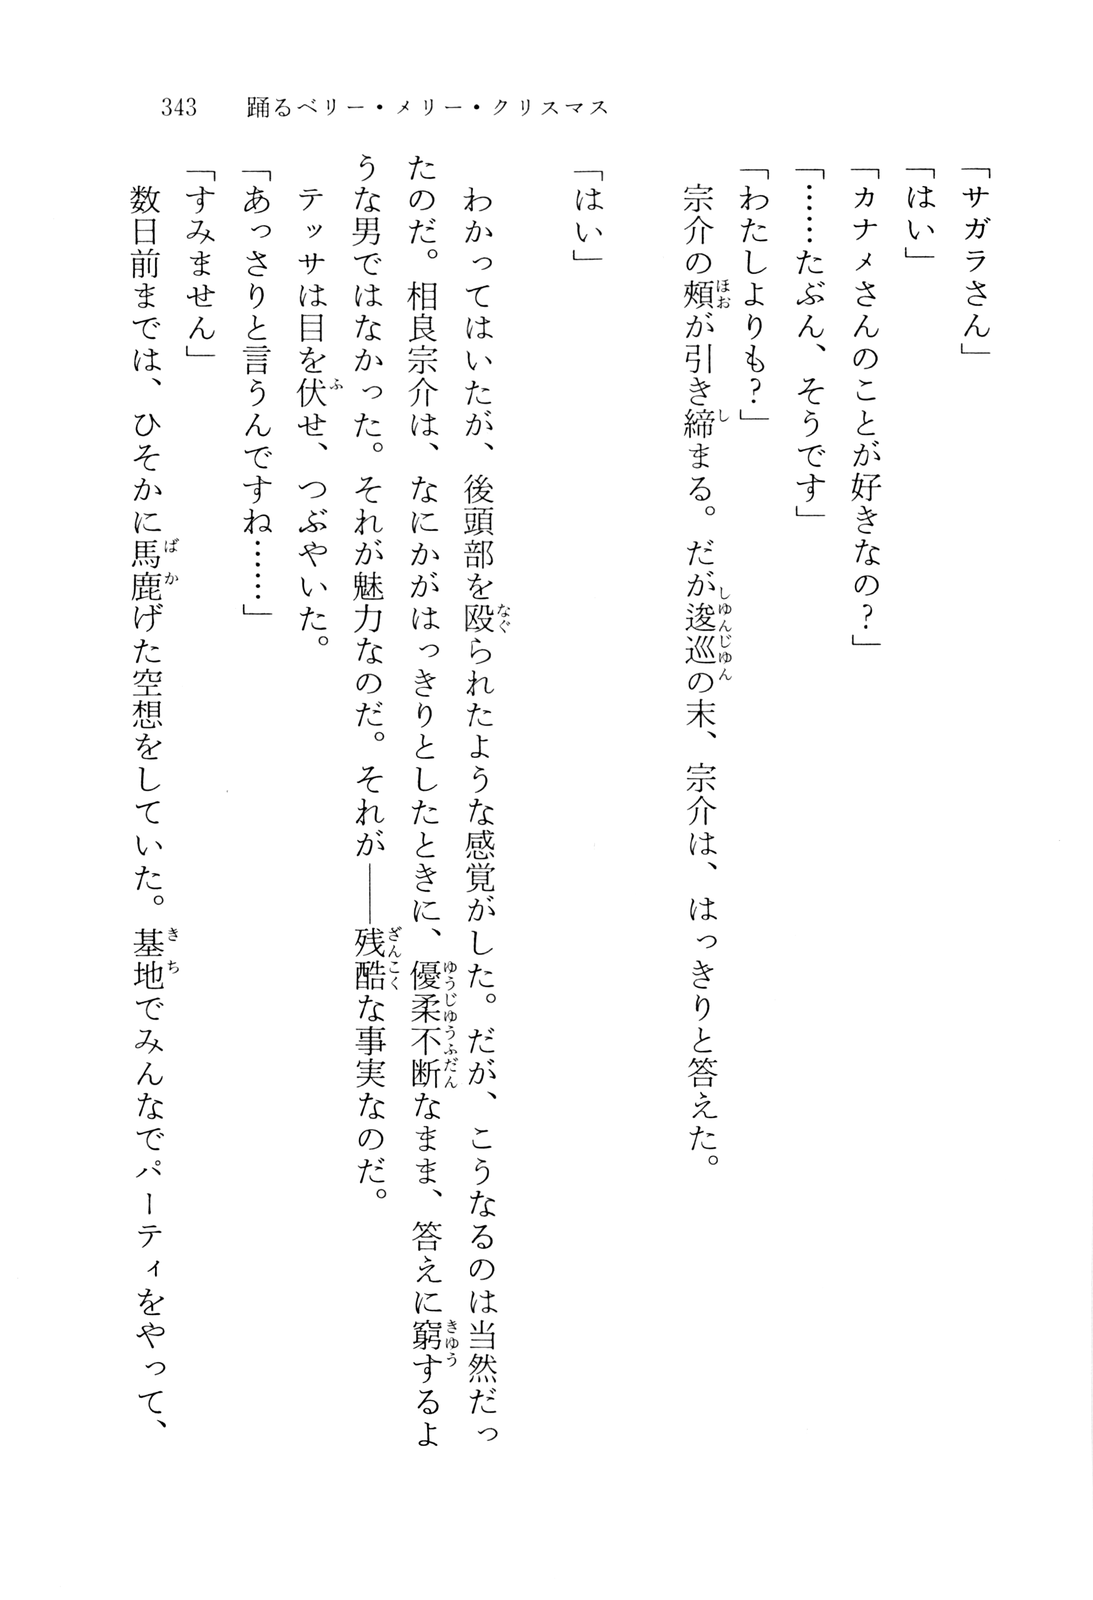 343　踊るベリー・メリー・クリスマス
「サガラさん」
「はい」
「カナメさんのことが好きなの？」
「……たぶん、そうです」
「わたしよりも？」
宗介の頰が引き締まる。だが逡巡の末、宗介は、はっきりと答えた。
「はい」
わかってはいたが、後頭部を殴られたような感覚がした。だが、こうなるのは当然だっ
たのだ。相良宗介は、なにかがはっきりとしたときに、優柔不断なまま、答えに窮するよ
うな男ではなかった。それが魅力なのだ。それが――残酷な事実なのだ。
テッサは目を伏せ、つぶやいた。
「あっさりと言うんですね……」
「すみません」
数日前までは、ひそかに馬鹿げた空想をしていた。基地でみんなでパーティをやって、